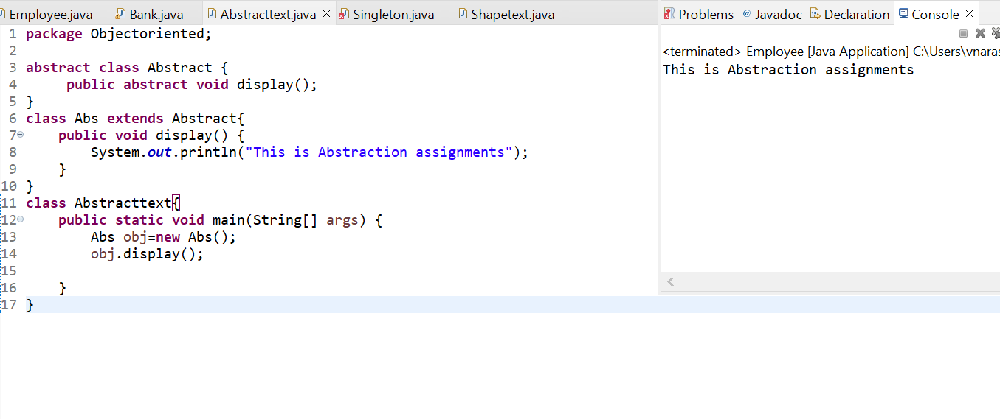 Employee.java Bank.java Abstracttext.java Singleton.java Shapetext.java
1 package Objectoriented;
2
3 abstract class Abstract {
4 public abstract void display();
5 }
6 class Abs extends Abstract{
7 public void display() {
8 System.out.println("This is Abstraction assignments");
9 }
10 }
11 class Abstracttext{
12 public static void main(String[] args) {
13 Abs obj=new Abs();
14 obj.display();
15
16 }
17 }
Problems @ Javadoc Declaration Console
<terminated> Employee [Java Application] C:\Users\vnaras
This is Abstraction assignments